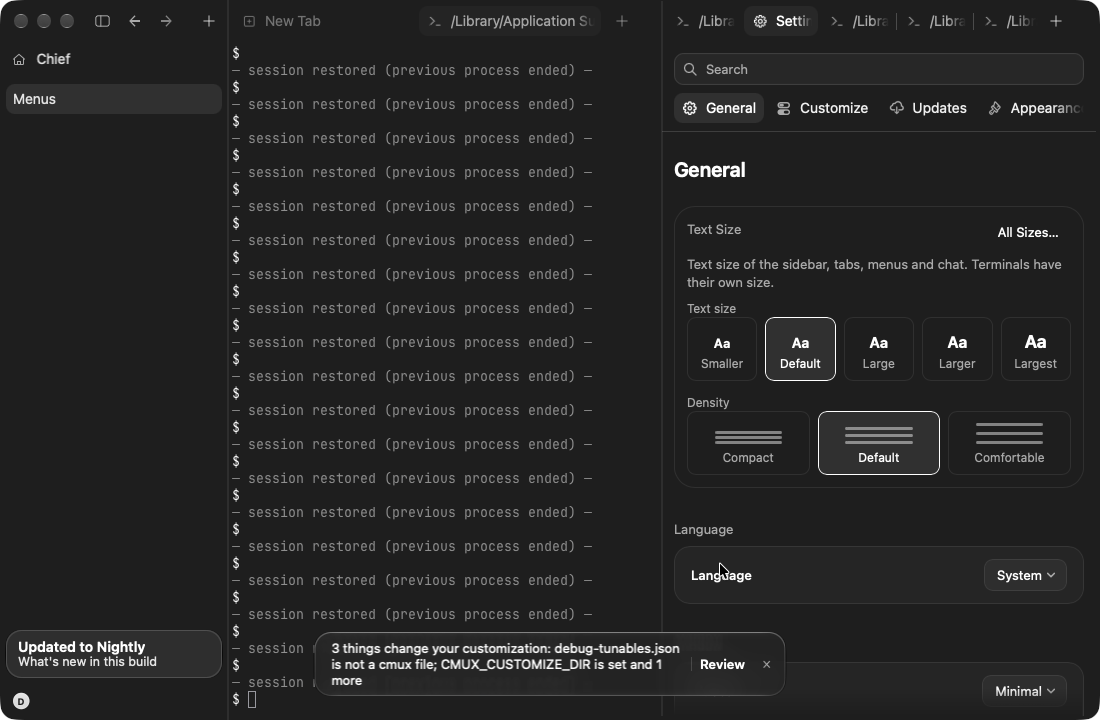 New Tab
/Library/Application Su
/Libra
Settin
/Libra
/Libra
/Libr
Chief
Menus
$
— session restored (previous process ended) —
$
— session restored (previous process ended) —
$
— session restored (previous process ended) —
$
— session restored (previous process ended) —
$
— session restored (previous process ended) —
$
— session restored (previous process ended) —
$
— session restored (previous process ended) —
$
— session restored (previous process ended) —
$
— session restored (previous process ended) —
$
— session restored (previous process ended) —
$
— session restored (previous process ended) —
$
— session restored (previous process ended) —
$
— session restored (previous process ended) —
$
— session restored (previous process ended) —
$
— session restored (previous process ended) —
$
— session restored (previous process ended) —
$
— session restored (previous process ended) —
$
— session
$
— session
$
Search
General
Customize
Updates
Appearanc
General
Text Size
All Sizes...
Text size of the sidebar, tabs, menus and chat. Terminals have
their own size.
Text size
Aa Aa Aa Aa Aa
Smaller Default Large Larger Largest
Density
Compact Default Comfortable
Language
Language
System
Minimal
Updated to Nightly
What's new in this build
D
3 things change your customization: debug-tunables.json
is not a cmux file; CMUX_CUSTOMIZE_DIR is set and 1
more
Review